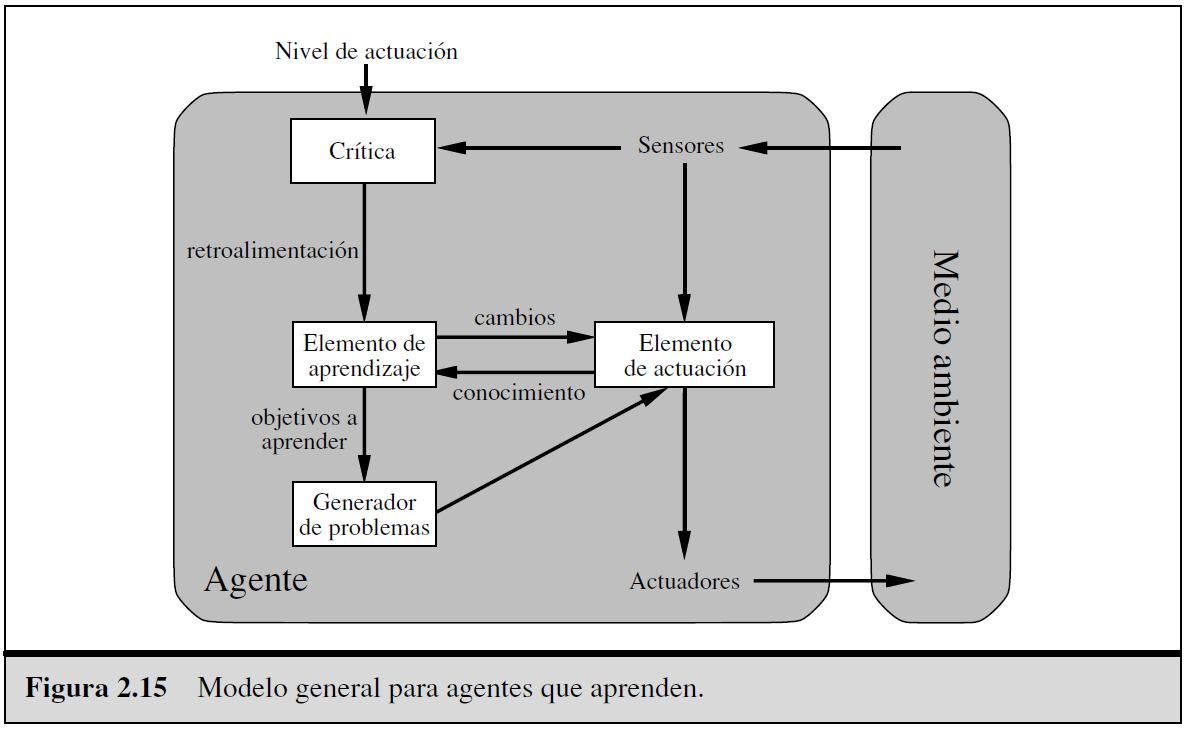 Nivel de actuación
Crítica
Sensores
retroalimentación
Medio ambiente
cambios
Elemento de
aprendizaje
Elemento
de actuación
conocimiento
objetivos a
aprender
Generador
de problemas
Agente
Actuadores
Figura 2.15 Modelo general para agentes que aprenden.